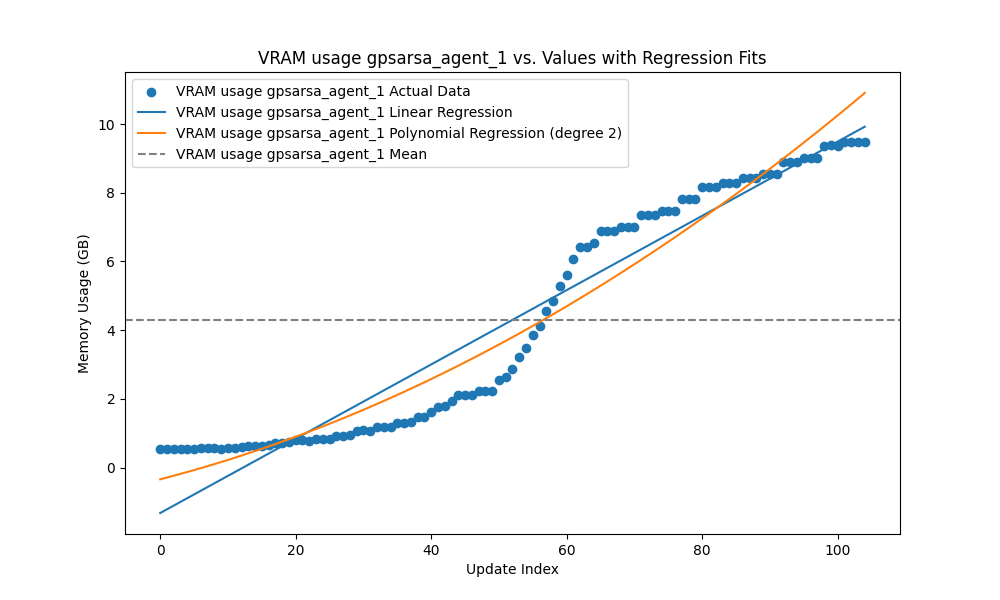 VRAM usage gpsarsa_agent_1 vs. Values with Regression Fits
VRAM usage gpsarsa_agent_1 Actual Data
VRAM usage gpsarsa_agent_1 Linear Regression
VRAM usage gpsarsa_agent_1 Polynomial Regression (degree 2)
VRAM usage gpsarsa_agent_1 Mean
Memory Usage (GB)
10
8
6
4
2
0
0 20 40 60 80 100
Update Index